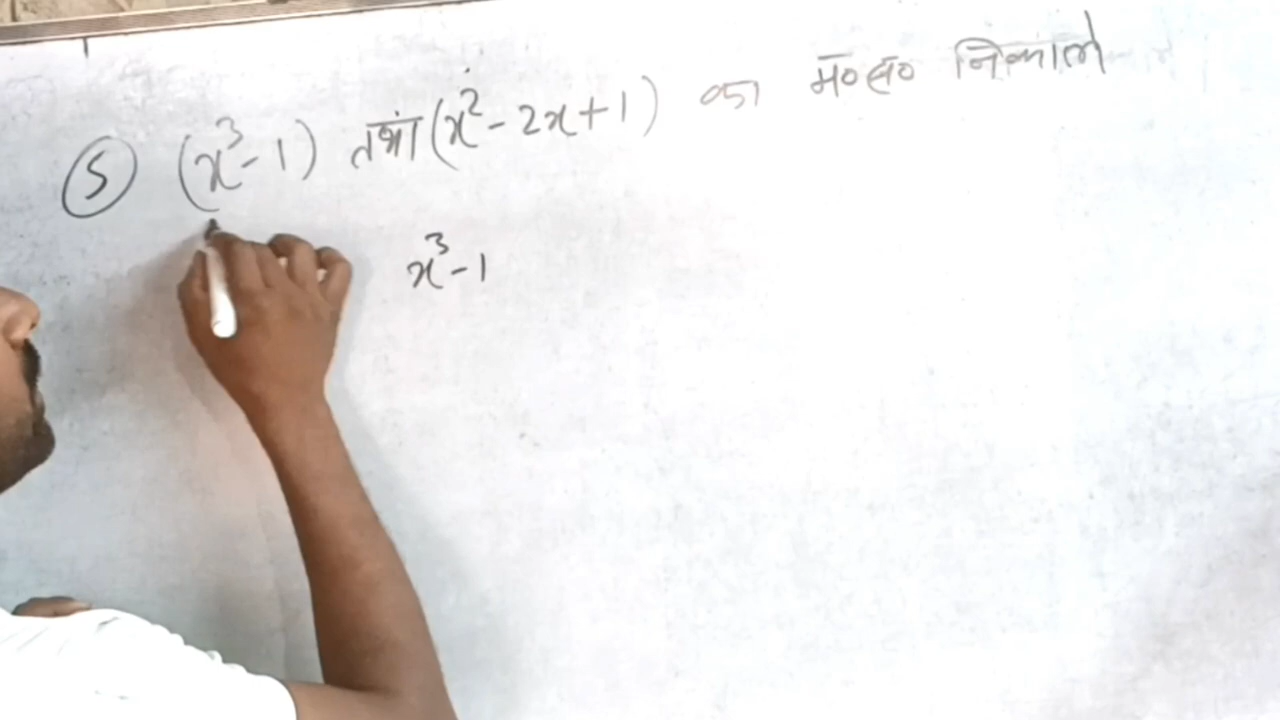 ⑤ (x³-1) तथा (x²-2x+1) का म०स० निकाले
x³-1